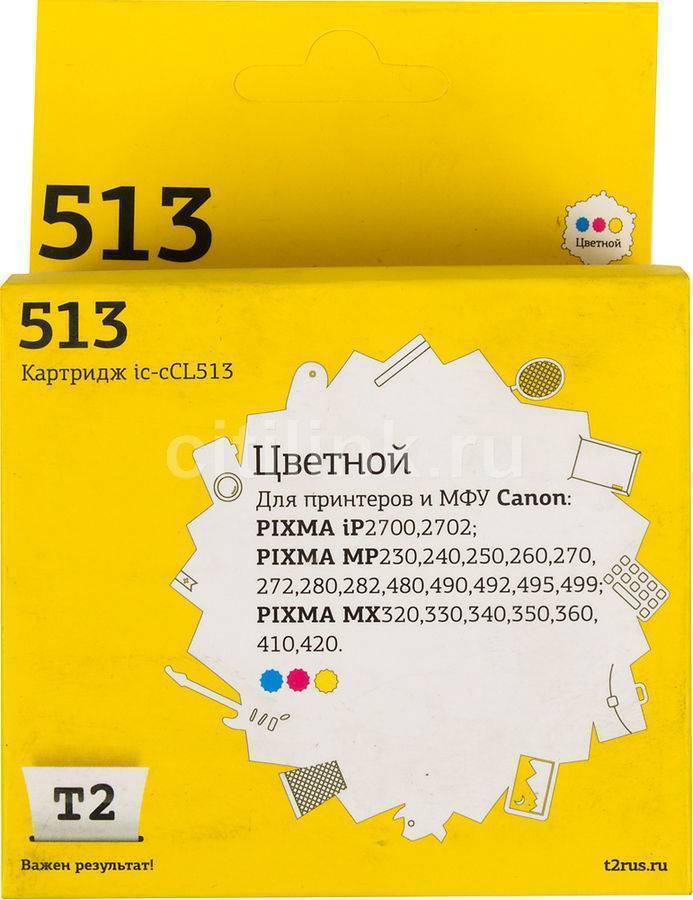 513
Цветной
513
Картридж ic-cCL513
citilink.ru
Цветной
Для принтеров и МФУ Canon:
PIXMA iP2700,2702;
PIXMA MP230,240,250,260,270,
272,280,282,480,490,492,495,499;
PIXMA MX320,330,340,350,360,
410,420.
T2
Важен результат!
t2rus.ru